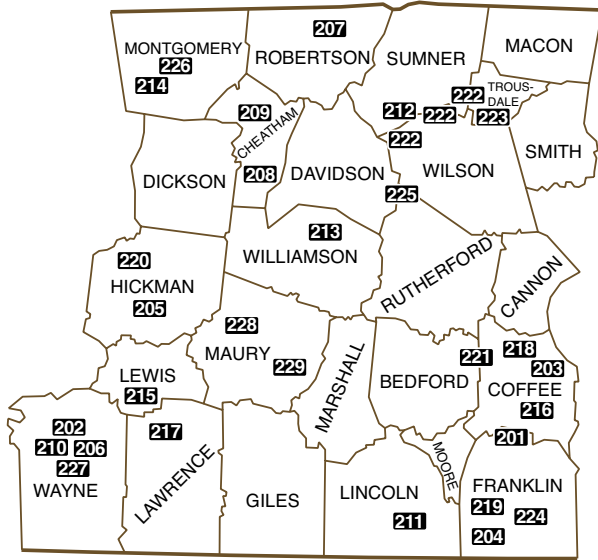 207
MONTGOMERY
ROBERTSON
SUMNER
MACON
226
214
222
TROUS-
DALE
209
212
222
223
CHEATHAM
222
SMITH
208
DAVIDSON
WILSON
DICKSON
225
213
WILLIAMSON
RUTHERFORD
CANNON
220
HICKMAN
205
228
MAURY
229
MARSHALL
221
218
BEDFORD
203
COFFEE
216
LEWIS
215
202
210
206
227
WAYNE
217
LAWRENCE
GILES
LINCOLN
211
MOORE
201
FRANKLIN
219
224
204